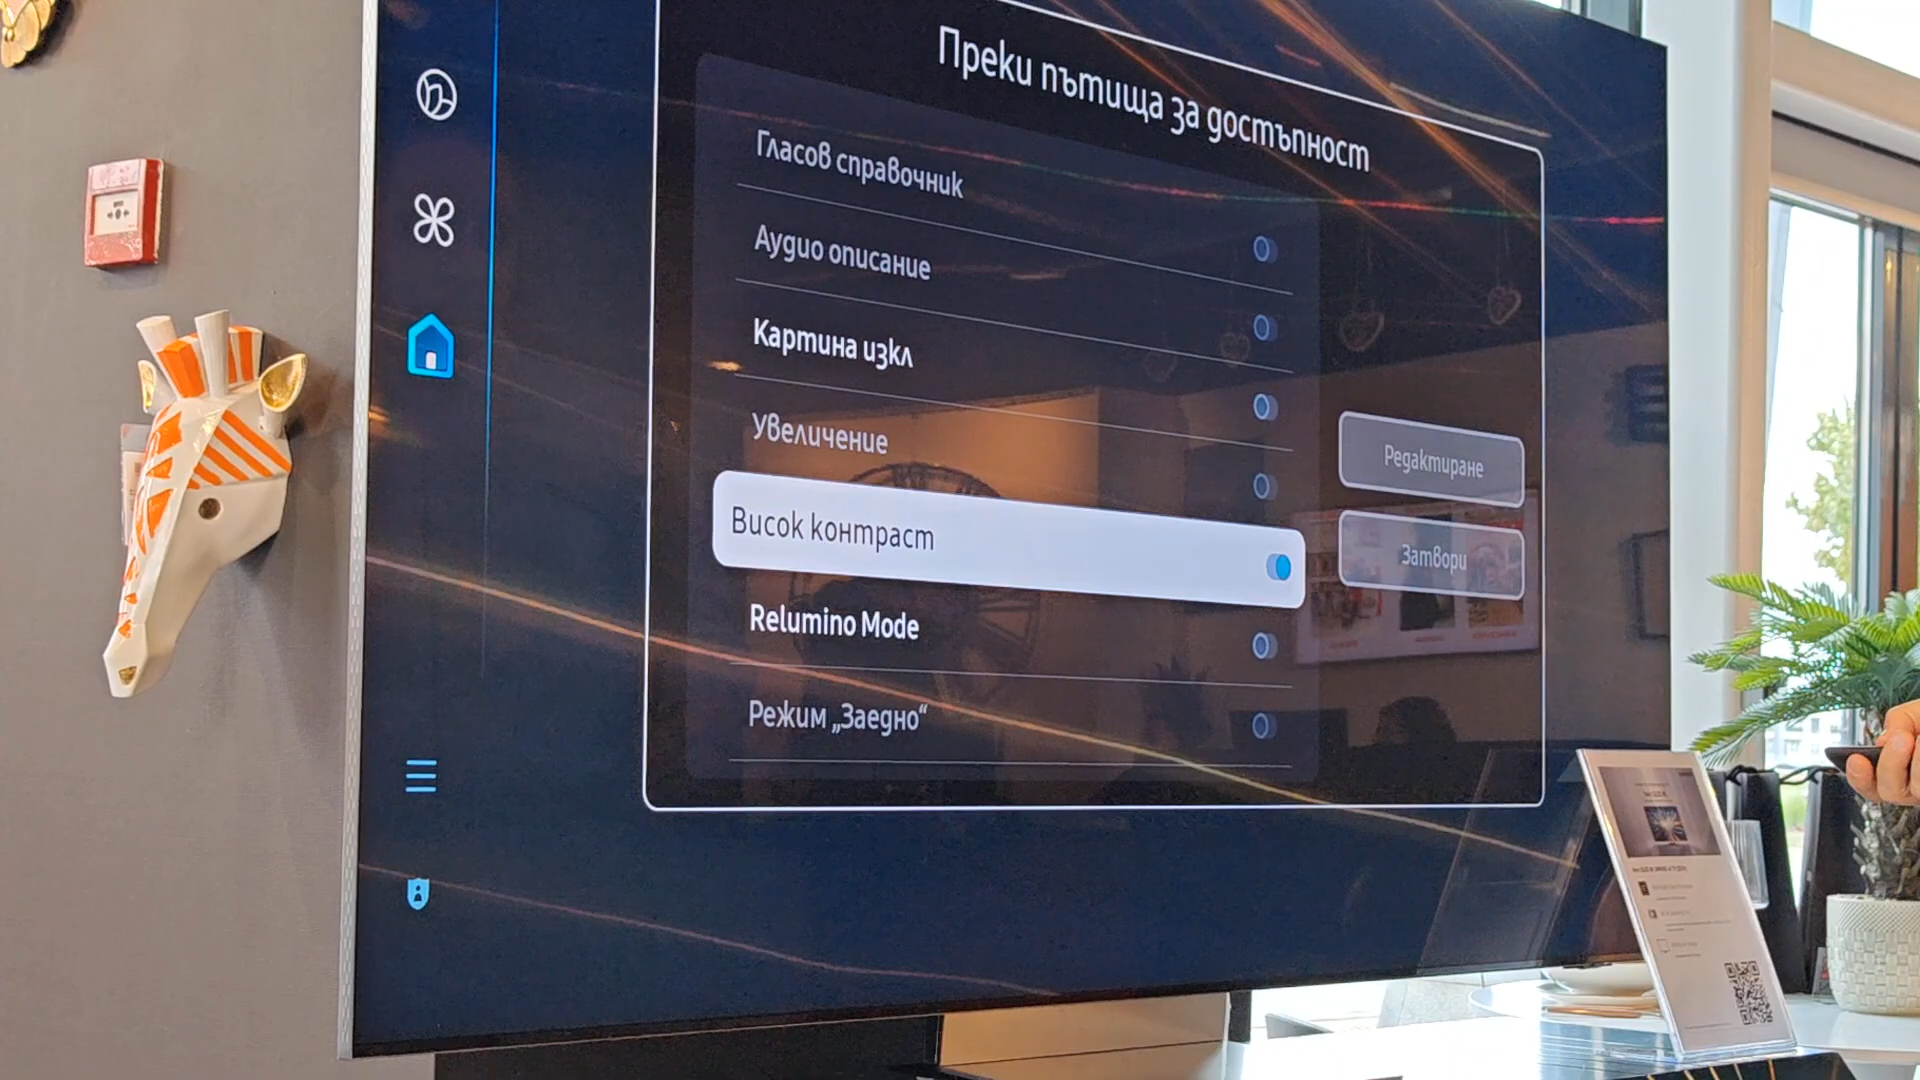 Преки пътища за достъпност
Гласов справочник
Аудио описание
Картина изкл
Увеличение
Висок контраст
Relumino Mode
Режим „Заедно“
Редактиране
Затвори